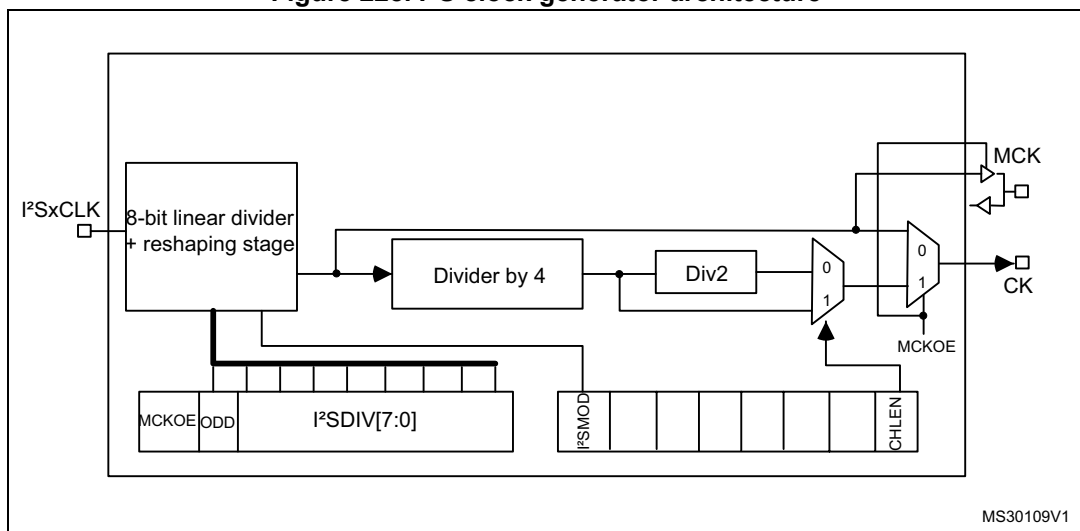 Figure I²S clock generator architecture
I²SxCLK
8-bit linear divider
+ reshaping stage
Divider by 4
Div2
0
1
0
1
MCK
CK
MCKOE
MCKOE
ODD
I²SDIV[7:0]
I²SMOD
CHLEN
MS30109V1